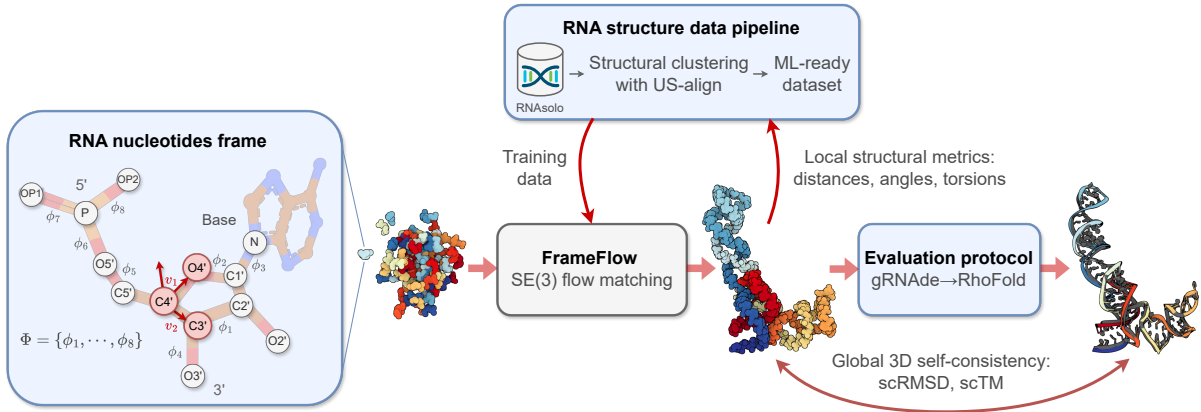 RNA structure data pipeline
RNAsolo
Structural clustering
with US-align
ML-ready
dataset
RNA nucleotides frame
OP1
5'
OP2
ϕ7
P
ϕ8
ϕ6
Base
N
O5'
ϕ5
O4'
ϕ2
ϕ3
v1
C1'
C5'
C4'
v2
C3'
ϕ1
C2'
Φ = {ϕ1, ⋯, ϕ8}
ϕ4
O2'
O3'
3'
Training
data
Local structural metrics:
distances, angles, torsions
FrameFlow
SE(3) flow matching
Evaluation protocol
gRNAde→RhoFold
Global 3D self-consistency:
scRMSD, scTM